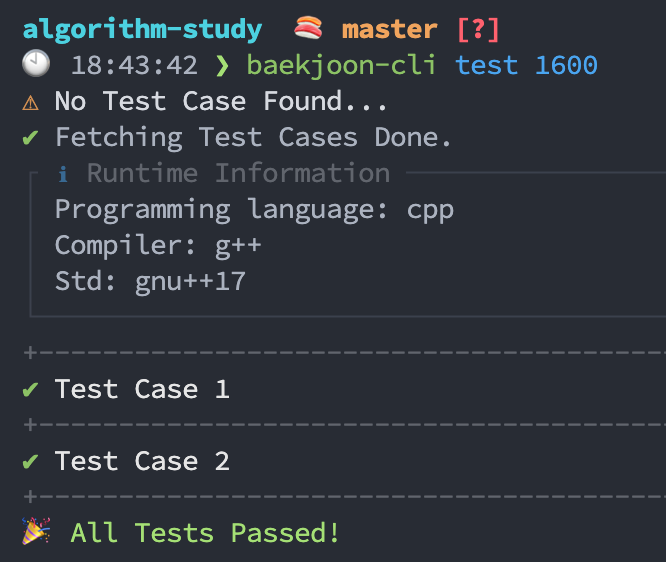 algorithm-study 🍣 master [?]
🕙 18:43:42 ❯ baekjoon-cli test 1600
⚠ No Test Case Found...
✔ Fetching Test Cases Done.
ℹ Runtime Information
Programming language: cpp
Compiler: g++
Std: gnu++17
✔ Test Case 1
✔ Test Case 2
🎉 All Tests Passed!